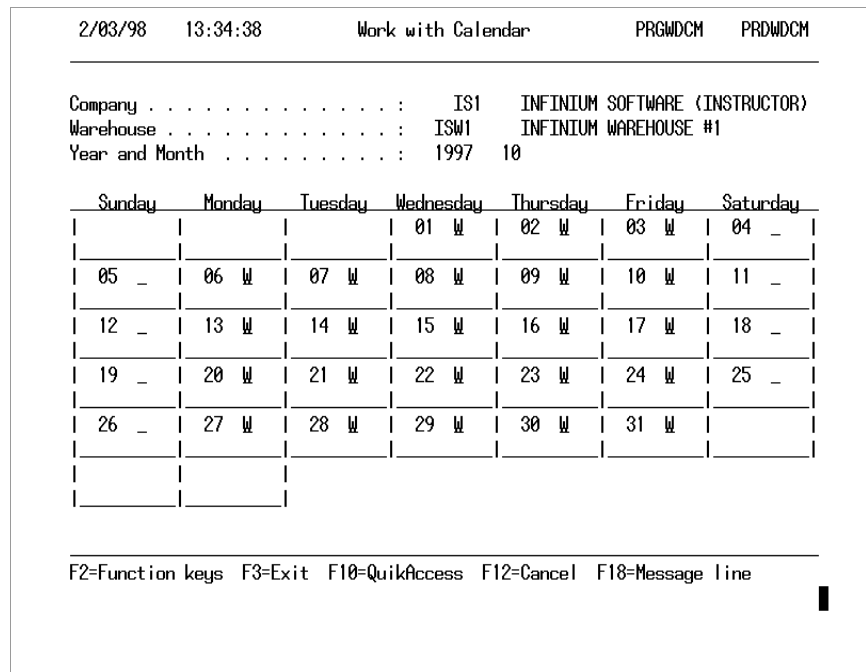 2/03/98 13:34:38 Work with Calendar PRGWDCM PRDWDCM
Company . . . . . . . . . . . . . . . : IS1 INFINIUM SOFTWARE (INSTRUCTOR)
Warehouse . . . . . . . . . . . . . . : ISW1 INFINIUM WAREHOUSE #1
Year and Month . . . . . . . . . . : 1997 10
Sunday Monday Tuesday Wednesday Thursday Friday Saturday
01 W 02 W 03 W 04 _
05 _ 06 W 07 W 08 W 09 W 10 W 11 _
12 _ 13 W 14 W 15 W 16 W 17 W 18 _
19 _ 20 W 21 W 22 W 23 W 24 W 25 _
26 _ 27 W 28 W 29 W 30 W 31 W
F2=Function keys F3=Exit F10=QuikAccess F12=Cancel F18=Message line